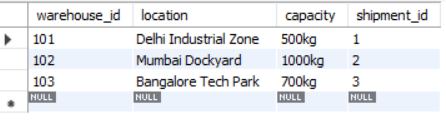 warehouse_id location capacity shipment_id
101 Delhi Industrial Zone 500kg 1
102 Mumbai Dockyard 1000kg 2
103 Bangalore Tech Park 700kg 3
NULL NULL NULL NULL